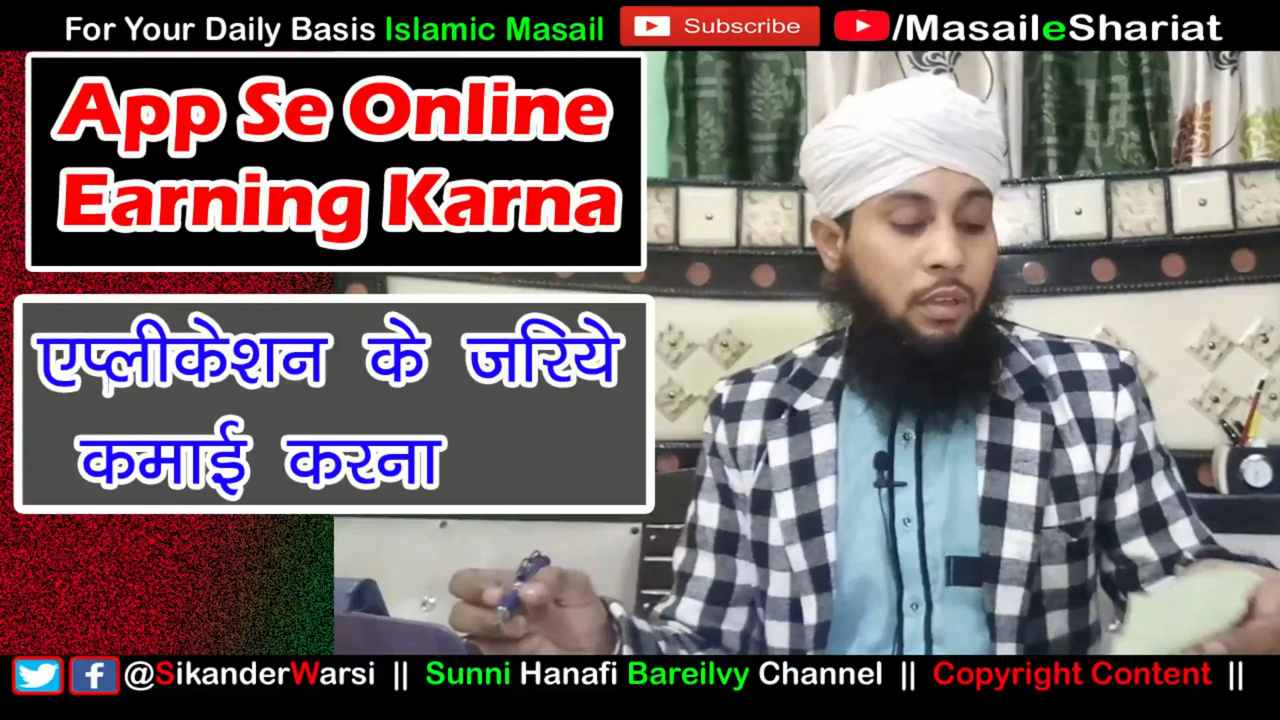 For Your Daily Basis Islamic Masail Subscribe /MasaileShariat
App Se Online
Earning Karna
एप्लीकेशन के जरिये
कमाई करना
@SikanderWarsi || Sunni Hanafi Bareilvy Channel || Copyright Content ||